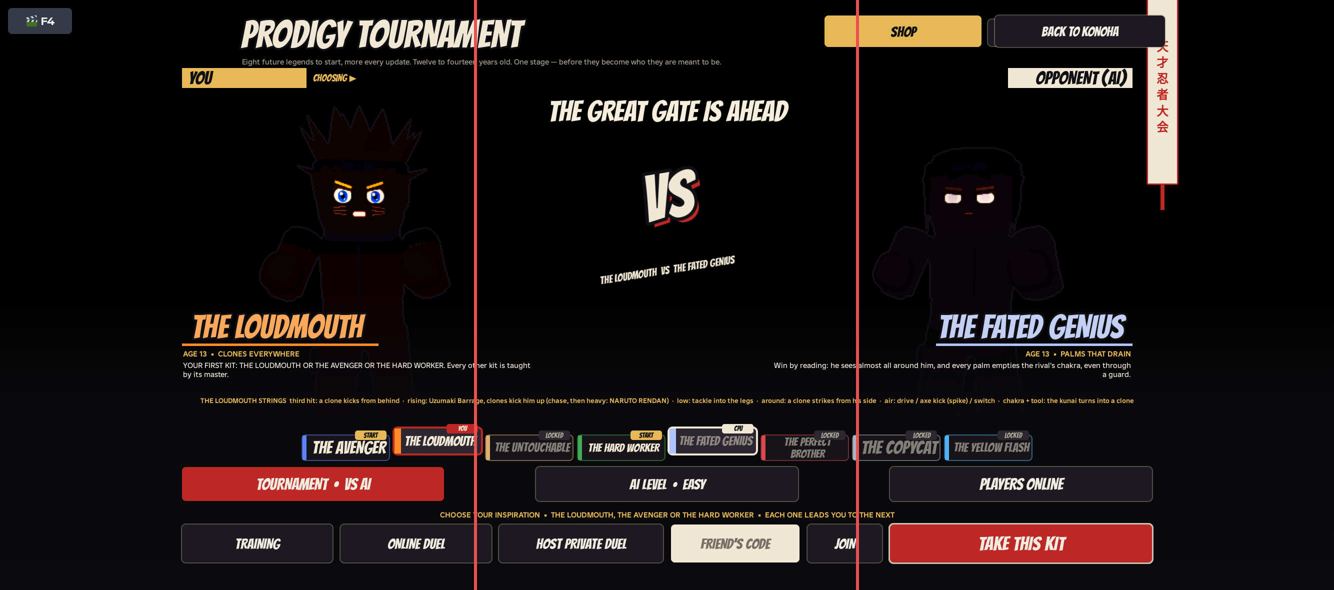 F4
PRODIGY TOURNAMENT
SHOP
BACK TO KONOHA
Eight future legends to start, more every update. Twelve to fourteen years old. One stage — before they become who they are meant to be.
YOU
CHOOSING ▶
OPPONENT (AI)
天才忍者大会
THE GREAT GATE IS AHEAD
VS
THE LOUDMOUTH VS THE FATED GENIUS
THE LOUDMOUTH
AGE 13 • CLONES EVERYWHERE
YOUR FIRST KIT: THE LOUDMOUTH OR THE AVENGER OR THE HARD WORKER. Every other kit is taught
by its master.
THE FATED GENIUS
AGE 13 • PALMS THAT DRAIN
Win by reading: he sees almost all around him, and every palm empties the rival's chakra, even through
a guard.
THE LOUDMOUTH STRINGS third hit: a clone kicks from behind · rising: Uzumaki Barrage, clones kick him up (chase, then heavy: NARUTO RENDAN) · low: tackle into the legs · around: a clone strikes from his side · air: drive / axe kick (spike) / switch · chakra + tool: the kunai turns into a clone
START
THE AVENGER
YOU
THE LOUDMOUTH
LOCKED
THE UNTOUCHABLE
START
THE HARD WORKER
CPU
THE FATED GENIUS
LOCKED
THE PERFECT
BROTHER
LOCKED
THE COPYCAT
LOCKED
THE YELLOW FLASH
TOURNAMENT • VS AI
AI LEVEL • EASY
PLAYERS ONLINE
CHOOSE YOUR INSPIRATION • THE LOUDMOUTH, THE AVENGER OR THE HARD WORKER • EACH ONE LEADS YOU TO THE NEXT
TRAINING
ONLINE DUEL
HOST PRIVATE DUEL
FRIEND'S CODE
JOIN
TAKE THIS KIT